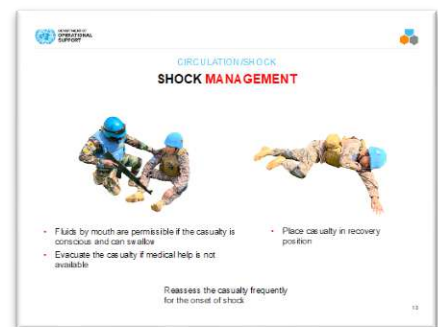 DEPARTMENT OF
OPERATIONAL
SUPPORT
CIRCULATION/SHOCK
SHOCK MANAGEMENT
• Fluids by mouth are permissible if the casualty is
conscious and can swallow
• Evacuate the casualty if medical help is not
available
• Place casualty in recovery
position
Reassess the casualty frequently
for the onset of shock